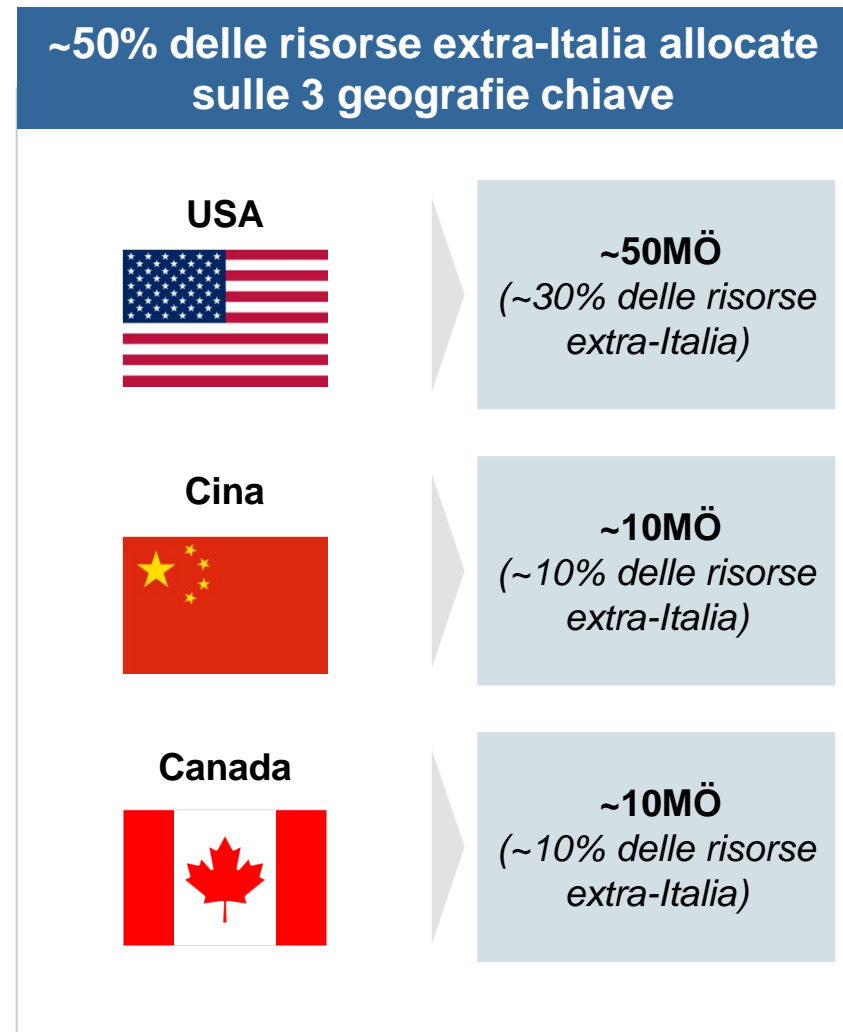 ~50% delle risorse extra-Italia allocate
sulle 3 geografie chiave
USA
~50MÖ
(~30% delle risorse
extra-Italia)
Cina
~10MÖ
(~10% delle risorse
extra-Italia)
Canada
~10MÖ
(~10% delle risorse
extra-Italia)